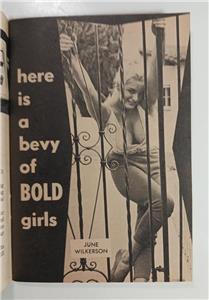 here
is
a
bevy
of
BOLD
girls
JUNE
WILKERSON